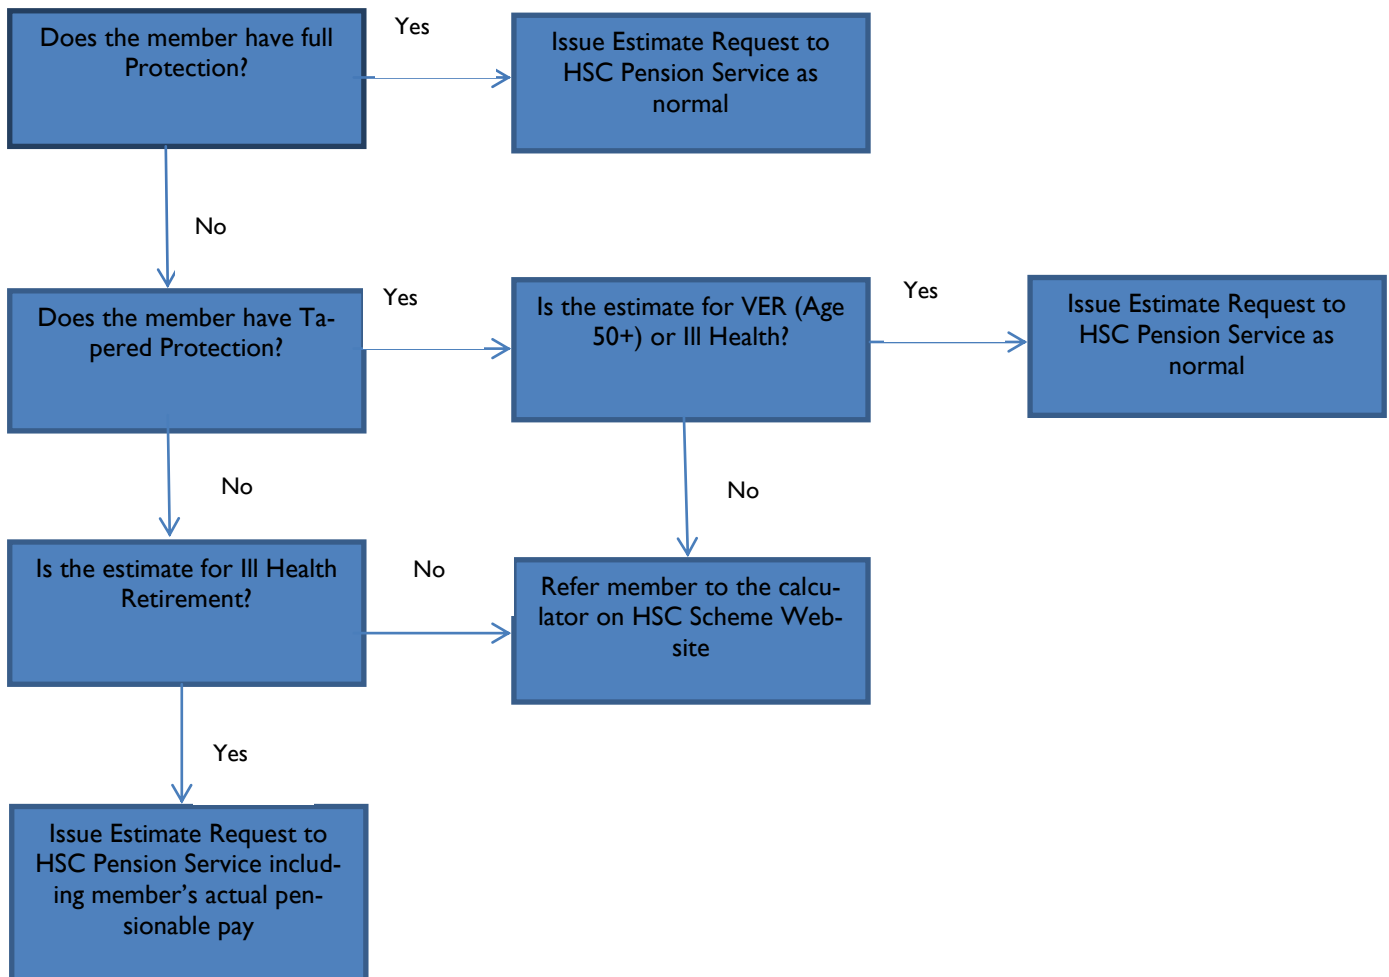 Does the member have full
Protection?
Yes
Issue Estimate Request to
HSC Pension Service as
normal
No
Does the member have Ta-
pered Protection?
Yes
Is the estimate for VER (Age
50+) or Ill Health?
Yes
Issue Estimate Request to
HSC Pension Service as
normal
No
No
Is the estimate for Ill Health
Retirement?
No
Refer member to the calcu-
lator on HSC Scheme Web-
site
Yes
Issue Estimate Request to
HSC Pension Service includ-
ing member’s actual pen-
sionable pay